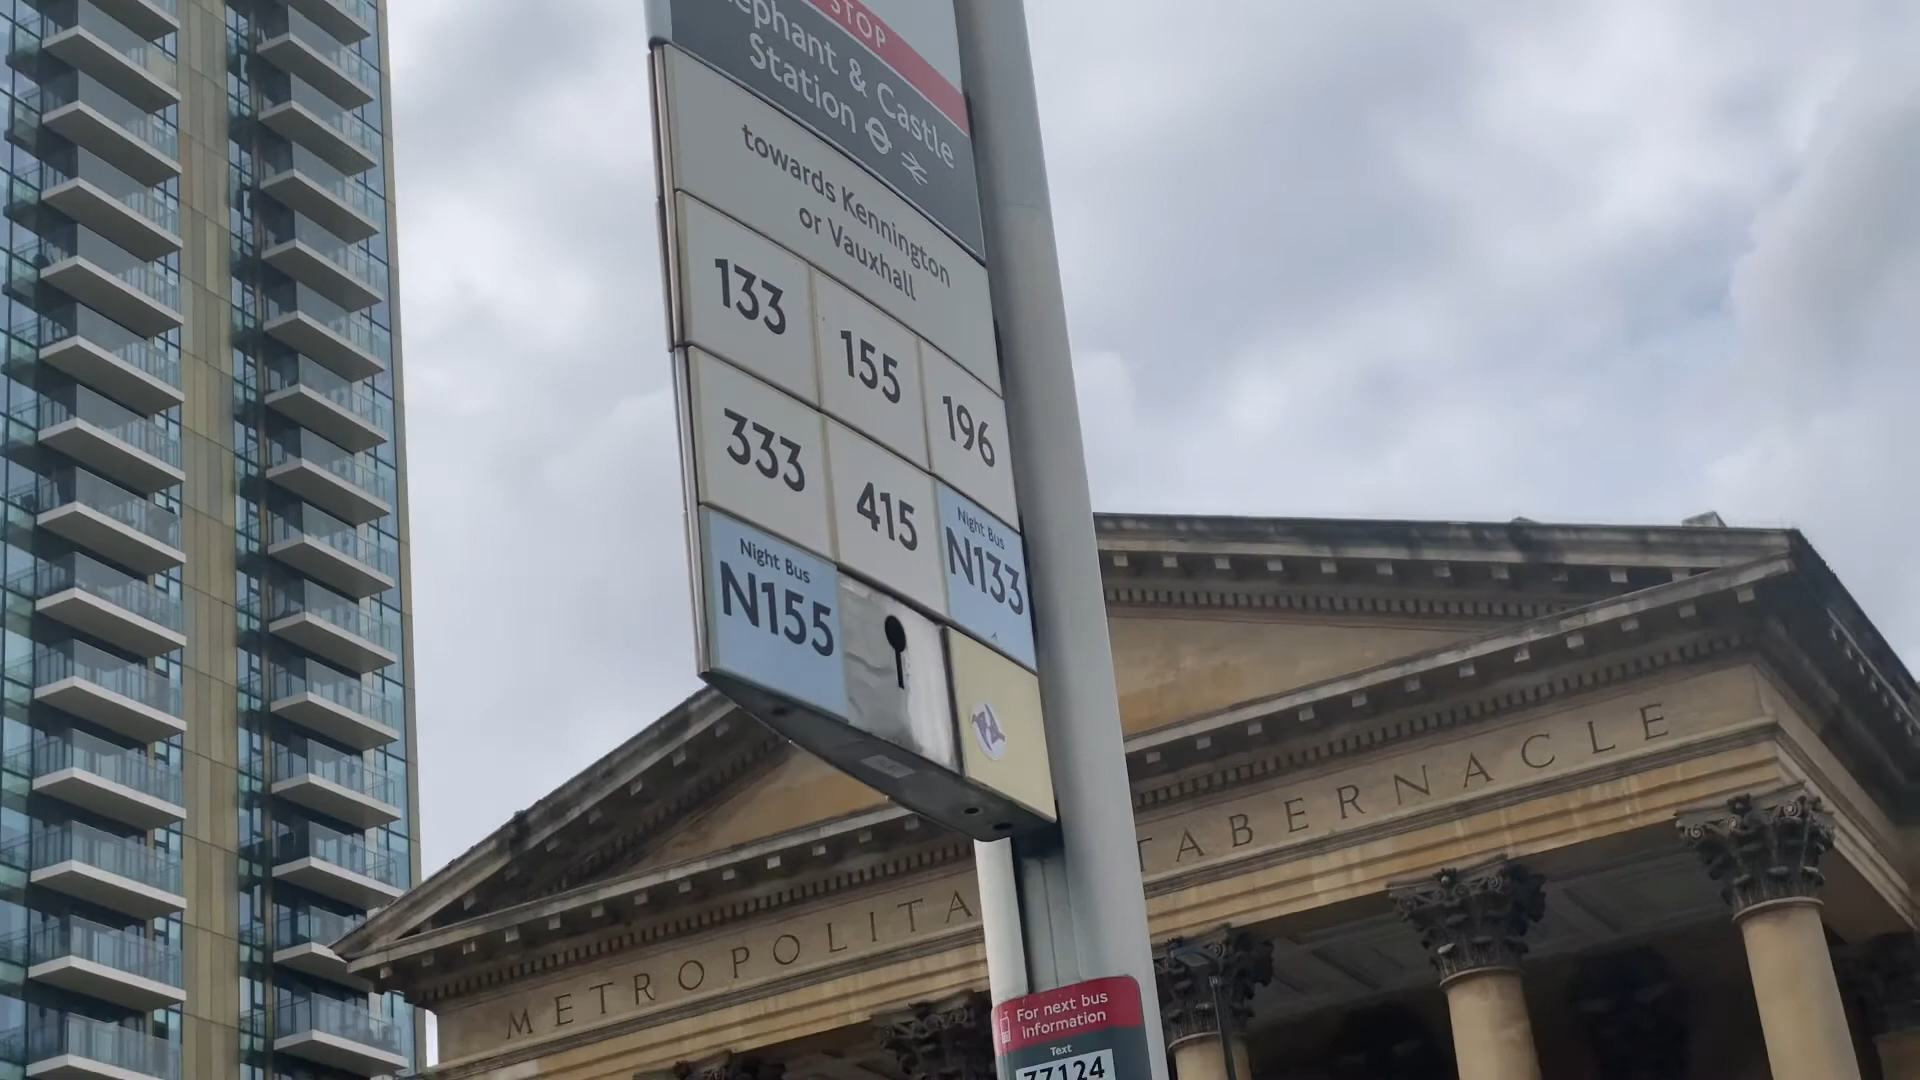 STOP
ephant & Castle
Station
towards Kennington
or Vauxhall
133
155
196
333
415
Night Bus
N133
Night Bus
N155
METROPOLITA
TABERNACLE
For next bus
information
Text
77124